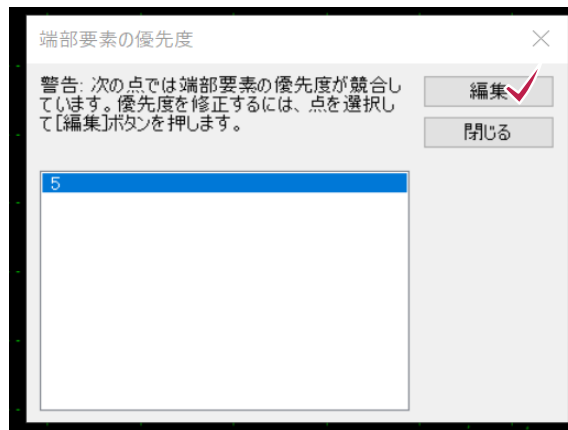 端部要素の優先度
警告: 次の点では端部要素の優先度が競合し
ています。優先度を修正するには、点を選択し
て[編集]ボタンを押します。
編集
閉じる
5